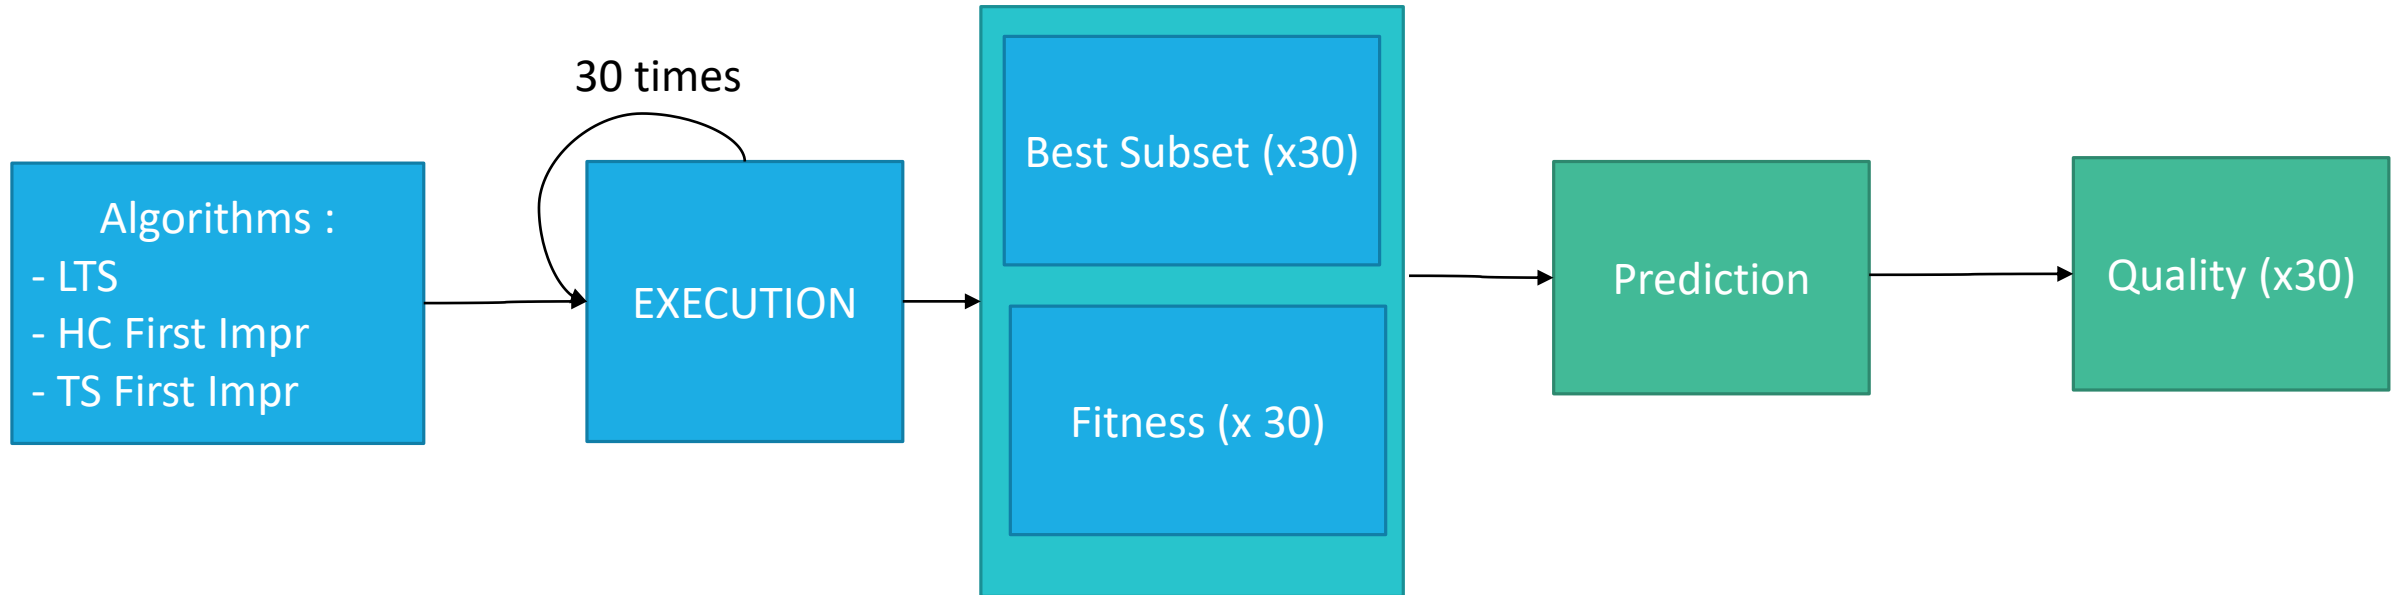 30 times
Algorithms :
- LTS
- HC First Impr
- TS First Impr
EXECUTION
Best Subset (x30)
Fitness (x 30)
Prediction
Quality (x30)